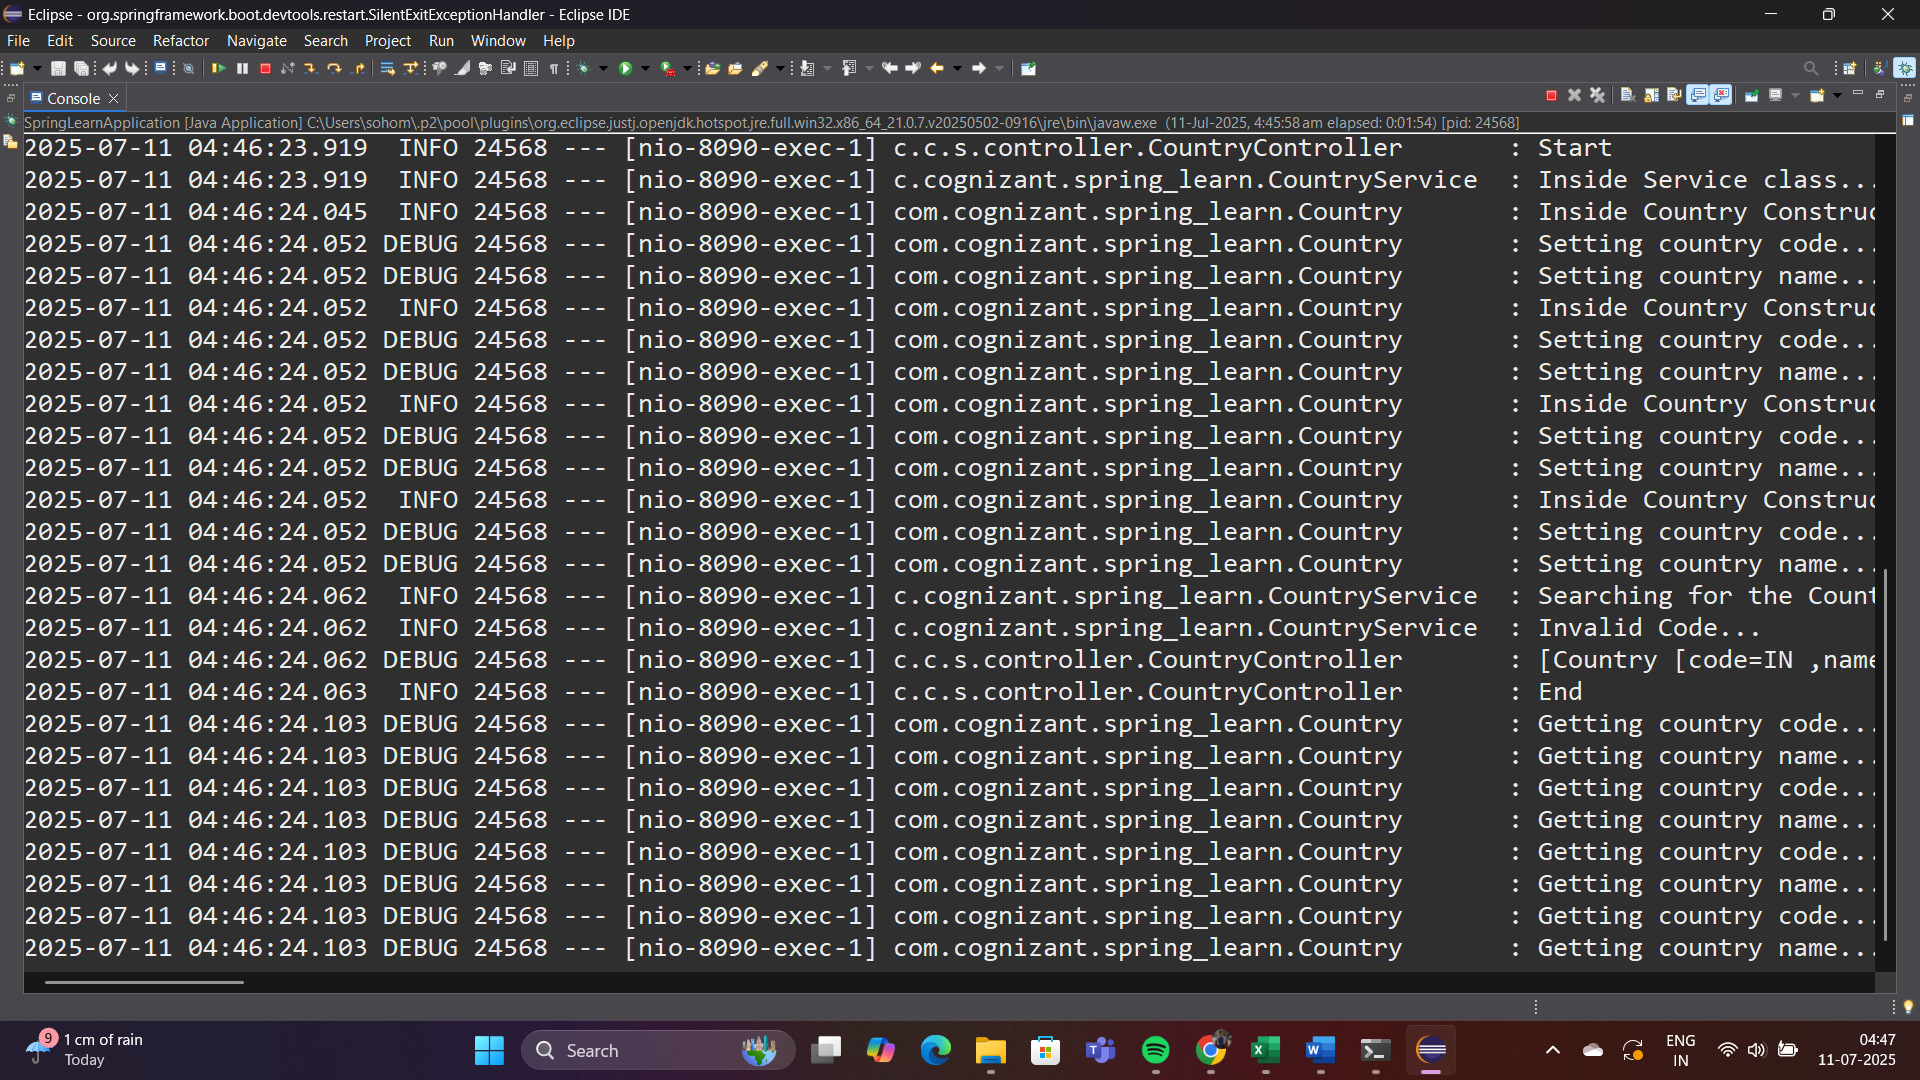 Eclipse - org.springframework.boot.devtools.restart.SilentExitExceptionHandler - Eclipse IDE
File Edit Source Refactor Navigate Search Project Run Window Help
Console
SpringLearnApplication [Java Application] C:\Users\sohom\.p2\pool\plugins\org.eclipse.justj.openjdk.hotspot.jre.full.win32.x86_64_21.0.7.v20250502-0916\jre\bin\javaw.exe (11-Jul-2025, 4:45:58 am elapsed: 0:01:54) [pid: 24568]
2025-07-11 04:46:23.919  INFO 24568 --- [nio-8090-exec-1] c.c.s.controller.CountryController       : Start
2025-07-11 04:46:23.919  INFO 24568 --- [nio-8090-exec-1] c.cognizant.spring_learn.CountryService  : Inside Service class...
2025-07-11 04:46:24.045  INFO 24568 --- [nio-8090-exec-1] com.cognizant.spring_learn.Country       : Inside Country Construc
2025-07-11 04:46:24.052 DEBUG 24568 --- [nio-8090-exec-1] com.cognizant.spring_learn.Country       : Setting country code...
2025-07-11 04:46:24.052 DEBUG 24568 --- [nio-8090-exec-1] com.cognizant.spring_learn.Country       : Setting country name...
2025-07-11 04:46:24.052  INFO 24568 --- [nio-8090-exec-1] com.cognizant.spring_learn.Country       : Inside Country Construc
2025-07-11 04:46:24.052 DEBUG 24568 --- [nio-8090-exec-1] com.cognizant.spring_learn.Country       : Setting country code...
2025-07-11 04:46:24.052 DEBUG 24568 --- [nio-8090-exec-1] com.cognizant.spring_learn.Country       : Setting country name...
2025-07-11 04:46:24.052  INFO 24568 --- [nio-8090-exec-1] com.cognizant.spring_learn.Country       : Inside Country Construc
2025-07-11 04:46:24.052 DEBUG 24568 --- [nio-8090-exec-1] com.cognizant.spring_learn.Country       : Setting country code...
2025-07-11 04:46:24.052 DEBUG 24568 --- [nio-8090-exec-1] com.cognizant.spring_learn.Country       : Setting country name...
2025-07-11 04:46:24.052  INFO 24568 --- [nio-8090-exec-1] com.cognizant.spring_learn.Country       : Inside Country Construc
2025-07-11 04:46:24.052 DEBUG 24568 --- [nio-8090-exec-1] com.cognizant.spring_learn.Country       : Setting country code...
2025-07-11 04:46:24.052 DEBUG 24568 --- [nio-8090-exec-1] com.cognizant.spring_learn.Country       : Setting country name...
2025-07-11 04:46:24.062  INFO 24568 --- [nio-8090-exec-1] c.cognizant.spring_learn.CountryService  : Searching for the Count
2025-07-11 04:46:24.062  INFO 24568 --- [nio-8090-exec-1] c.cognizant.spring_learn.CountryService  : Invalid Code...
2025-07-11 04:46:24.062 DEBUG 24568 --- [nio-8090-exec-1] c.c.s.controller.CountryController       : [Country [code=IN ,name
2025-07-11 04:46:24.063  INFO 24568 --- [nio-8090-exec-1] c.c.s.controller.CountryController       : End
2025-07-11 04:46:24.103 DEBUG 24568 --- [nio-8090-exec-1] com.cognizant.spring_learn.Country       : Getting country code...
2025-07-11 04:46:24.103 DEBUG 24568 --- [nio-8090-exec-1] com.cognizant.spring_learn.Country       : Getting country name...
2025-07-11 04:46:24.103 DEBUG 24568 --- [nio-8090-exec-1] com.cognizant.spring_learn.Country       : Getting country code...
2025-07-11 04:46:24.103 DEBUG 24568 --- [nio-8090-exec-1] com.cognizant.spring_learn.Country       : Getting country name...
2025-07-11 04:46:24.103 DEBUG 24568 --- [nio-8090-exec-1] com.cognizant.spring_learn.Country       : Getting country code...
2025-07-11 04:46:24.103 DEBUG 24568 --- [nio-8090-exec-1] com.cognizant.spring_learn.Country       : Getting country name...
2025-07-11 04:46:24.103 DEBUG 24568 --- [nio-8090-exec-1] com.cognizant.spring_learn.Country       : Getting country code...
2025-07-11 04:46:24.103 DEBUG 24568 --- [nio-8090-exec-1] com.cognizant.spring_learn.Country       : Getting country name...
9
1 cm of rain
Today
Search
ENG
IN
04:47
11-07-2025